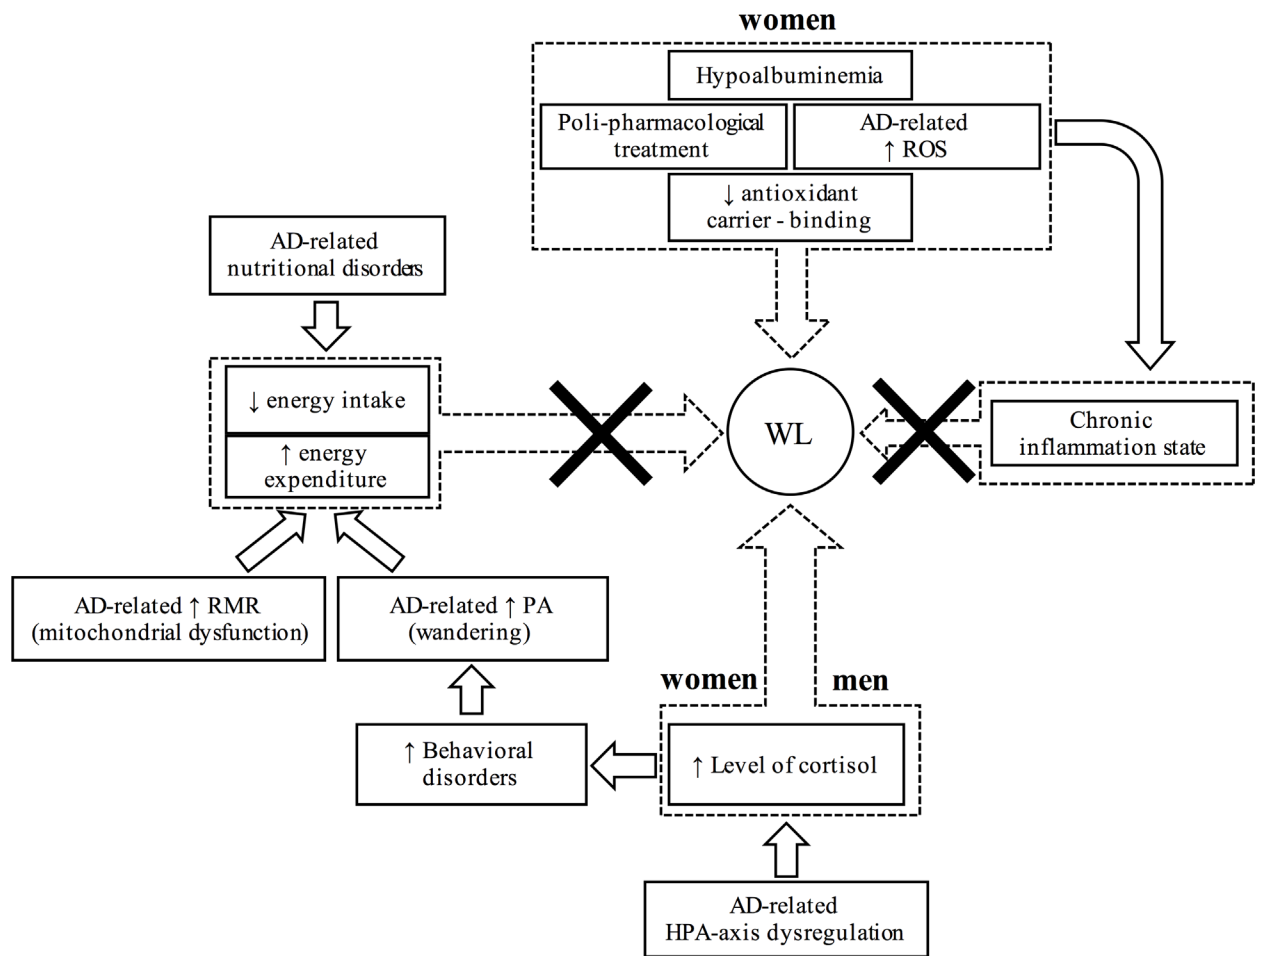 women
Hypoalbuminemia
Poli-pharmacological
treatment
AD-related
↑ ROS
↓ antioxidant
carrier - binding
AD-related
nutritional disorders
↓ energy intake
↑ energy
expenditure
WL
Chronic
inflammation state
AD-related ↑ RMR
(mitochondrial dysfunction)
AD-related ↑ PA
(wandering)
women
men
↑ Behavioral
disorders
↑ Level of cortisol
AD-related
HPA-axis dysregulation